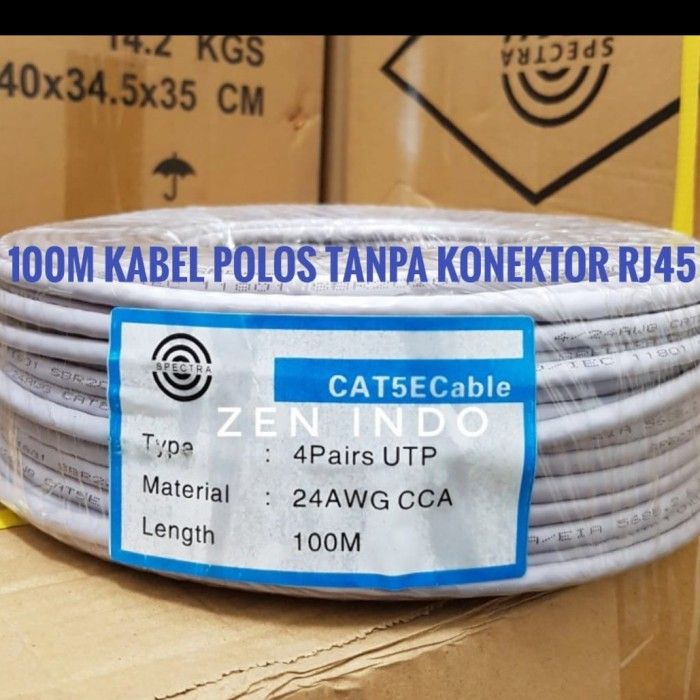 14.2 KGS
40x34.5x35 CM
SPECTRA
100M KABEL POLOS TANPA KONEKTOR RJ45
SPECTRA
CAT5ECable
ZEN INDO
Type : 4Pairs UTP
Material : 24AWG CCA
Length 100M